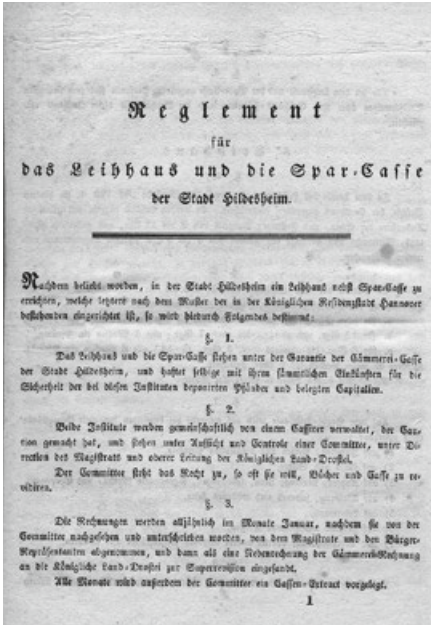 Reglement
für
das Leihhaus und die Spar-Casse
der Stadt Hildesheim.
Nachdem beliebt worden, in der Stadt Hildesheim ein Leihhaus nebst Spar-Casse zu
errichten, welche letztere nach dem Muster der in der Königlichen Residenzstadt Hannover
bestehenden eingerichtet ist, so wird hiedurch Folgendes bestimmt:
§. 1.
Das Leihhaus und die Spar-Casse stehen unter der Garantie der Cämmerei-Casse
der Stadt Hildesheim, und haftet selbige mit ihren sämmtlichen Einkünften für die
Sicherheit der bei diesen Instituten deponirten Pfänder und belegten Capitalien.
§. 2.
Beide Institute werden gemeinschaftlich von einem Cassirer verwaltet, der Cau-
tion gemacht hat, und stehen unter Aufsicht und Controle einer Committee, unter Di-
rection des Magistrats und oberer Leitung der Königlichen Land-Drostei.
Der Committee steht das Recht zu, so oft sie will, Bücher und Casse zu re-
vidiren.
§. 3.
Die Rechnungen werden alljährlich im Monate Januar, nachdem sie von der
Committee nachgesehen und unterschrieben worden, von dem Magistrate und den Bürger-
Repräsentanten abgenommen, und dann als eine Nebenrechnung der Cämmerei-Rechnung
an die Königliche Land-Drostei zur Superrevision eingesandt.
Alle Monate wird außerdem der Committee ein Cassen-Extract vorgelegt.
1